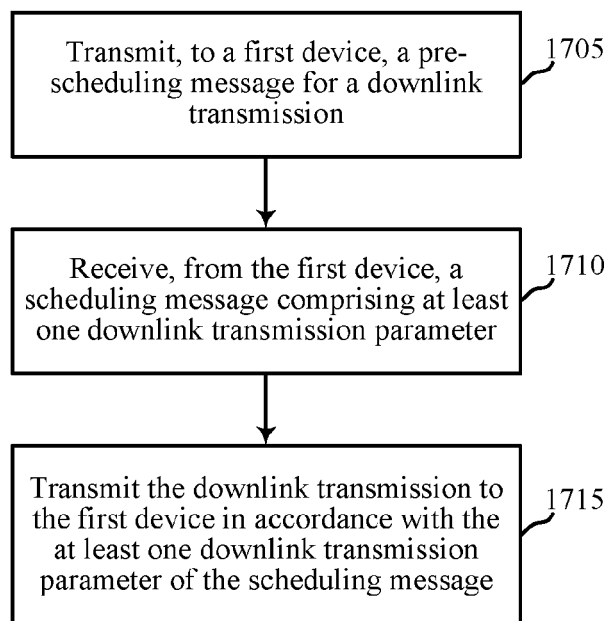 Transmit, to a first device, a pre-
scheduling message for a downlink
transmission
1705
Receive, from the first device, a
scheduling message comprising at least
one downlink transmission parameter
1710
Transmit the downlink transmission to
the first device in accordance with the
at least one downlink transmission
parameter of the scheduling message
1715